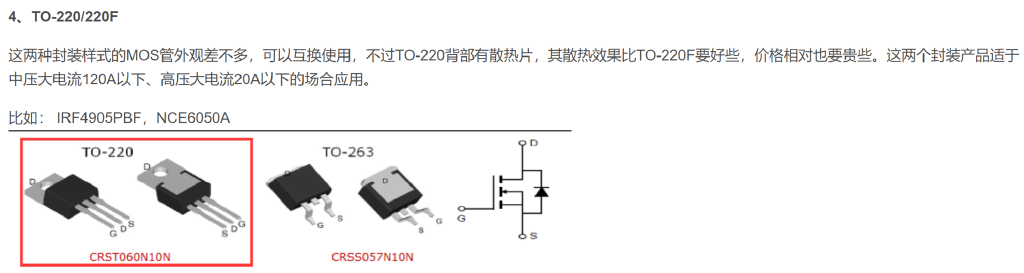 4、TO-220/220F
这两种封装样式的MOS管外观差不多，可以互换使用，不过TO-220背部有散热片，其散热效果比TO-220F要好些，价格相对也要贵些。这两个封装产品适于
中压大电流120A以下、高压大电流20A以下的场合应用。
比如： IRF4905PBF，NCE6050A
TO-220 TO-263 D
D D D D
G
S G S G
D D S
G S S
CRST060N10N CRSS057N10N